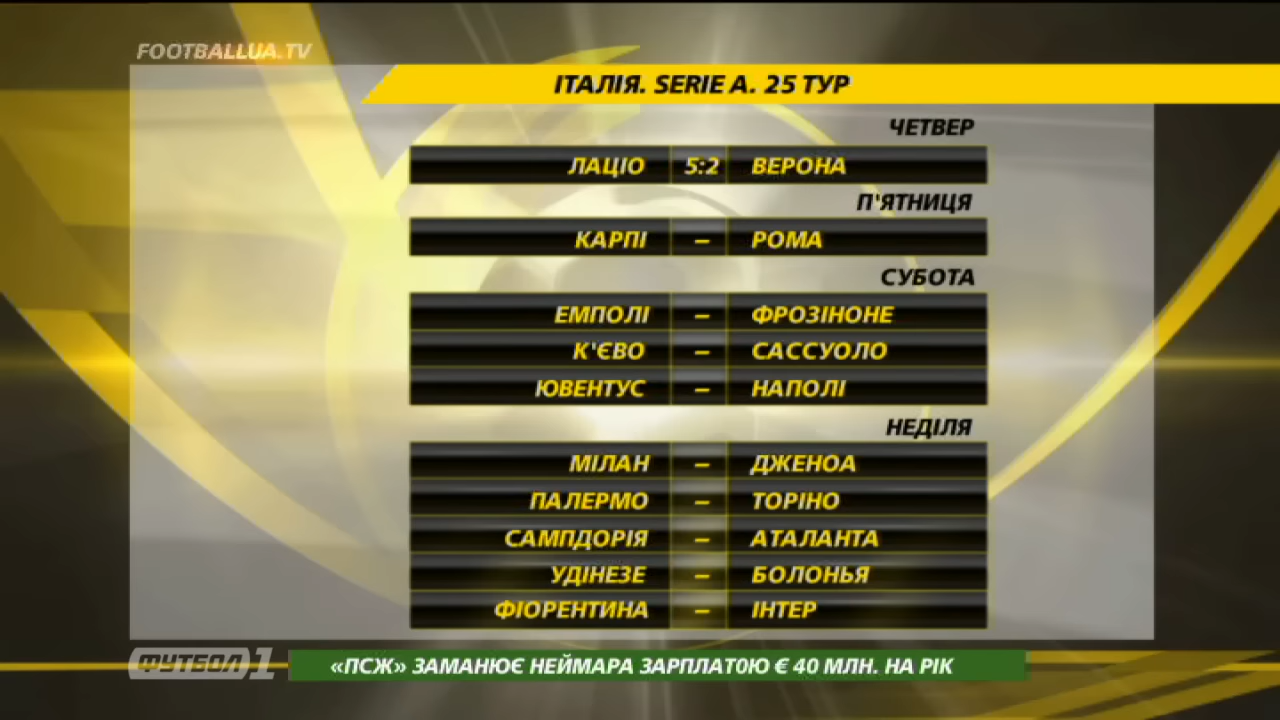 FOOTBALLUA.TV
ІТАЛІЯ. SERIE A. 25 ТУР
ЧЕТВЕР
ЛАЦІО 5:2 ВЕРОНА
П'ЯТНИЦЯ
КАРПІ – РОМА
СУБОТА
ЕМПОЛІ – ФРОЗІНОНЕ
К'ЄВО – САССУОЛО
ЮВЕНТУС – НАПОЛІ
НЕДІЛЯ
МІЛАН – ДЖЕНОА
ПАЛЕРМО – ТОРІНО
САМПДОРІЯ – АТАЛАНТА
УДІНЕЗЕ – БОЛОНЬЯ
ФІОРЕНТИНА – ІНТЕР
ФУТБОЛ 1
«ПСЖ» ЗАМАНЮЄ НЕЙМАРА ЗАРПЛАТ0Ю € 40 МЛН. НА РІК